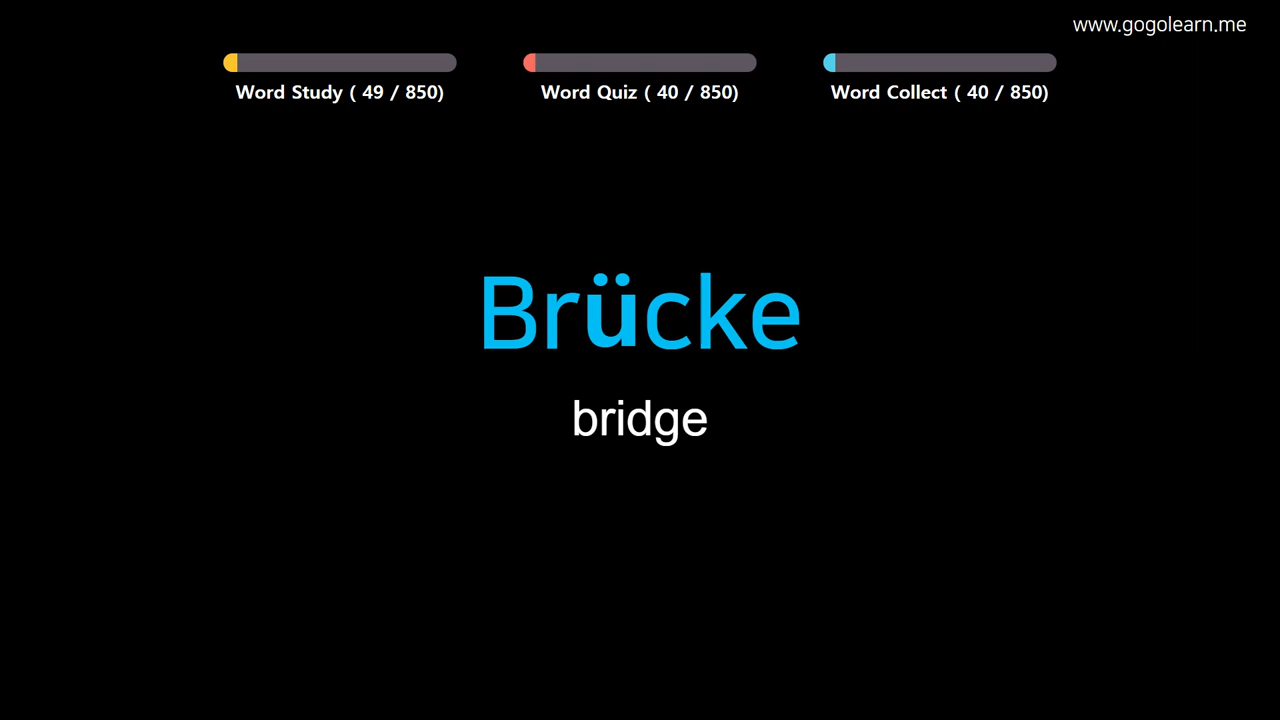 www.gogolearn.me
Word Study ( 49 / 850)
Word Quiz ( 40 / 850)
Word Collect ( 40 / 850)
Brücke
bridge